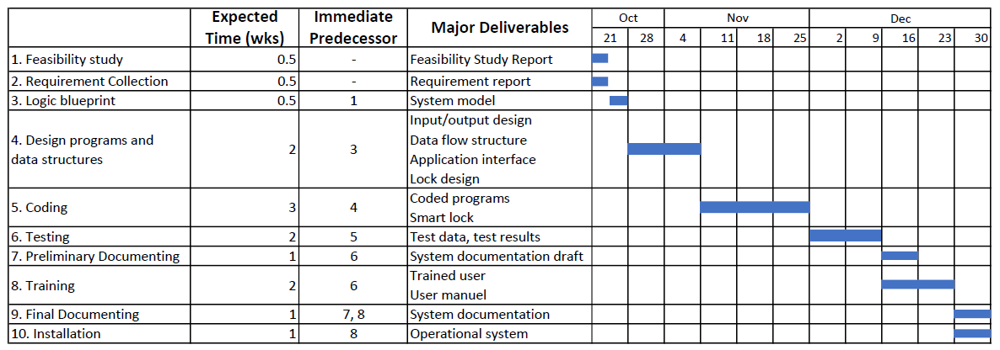 Expected Time (wks) Immediate Predecessor Major Deliverables Oct Nov Dec
21 28 4 11 18 25 2 9 16 23 30
1. Feasibility study 0.5 - Feasibility Study Report
2. Requirement Collection 0.5 - Requirement report
3. Logic blueprint 0.5 1 System model
4. Design programs and data structures 2 3 Input/output design
Data flow structure
Application interface
Lock design
5. Coding 3 4 Coded programs
Smart lock
6. Testing 2 5 Test data, test results
7. Preliminary Documenting 1 6 System documentation draft
8. Training 2 6 Trained user
User manuel
9. Final Documenting 1 7, 8 System documentation
10. Installation 1 8 Operational system